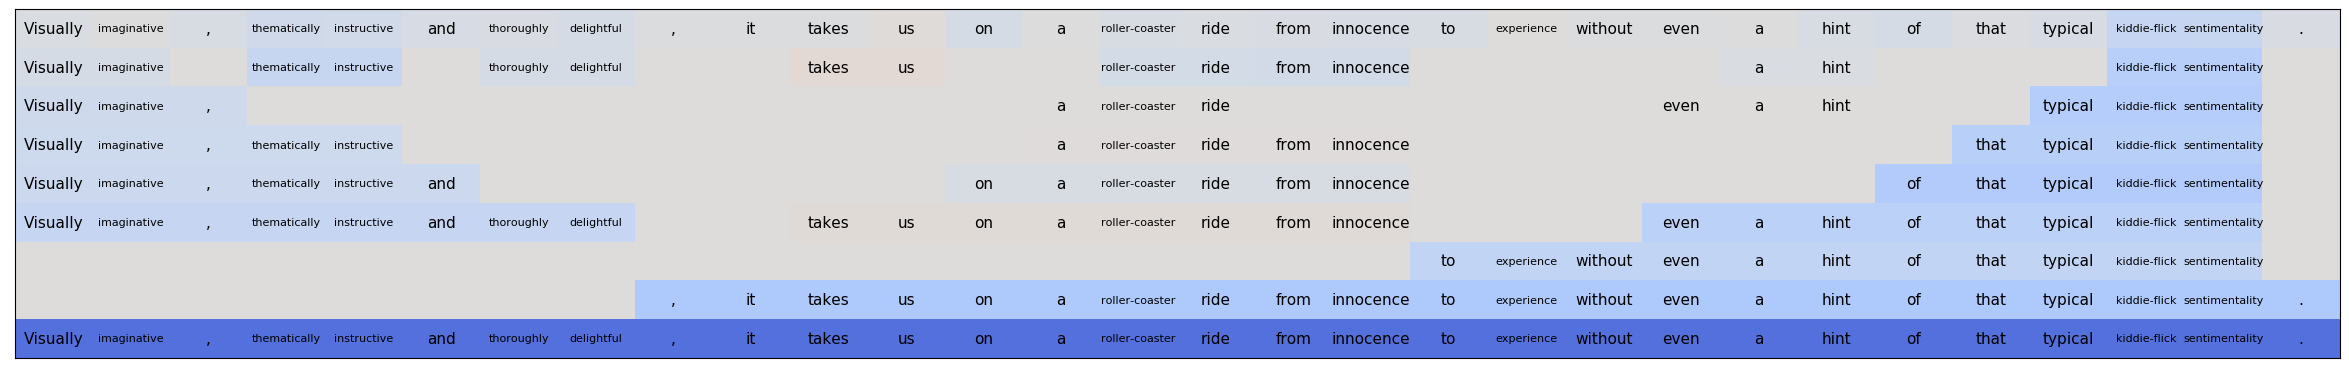 Visually imaginative , thematically instructive and thoroughly delightful , it takes us on a roller-coaster ride from innocence to experience without even a hint of that typical kiddie-flick sentimentality .
Visually imaginative thematically instructive thoroughly delightful takes us roller-coaster ride from innocence a hint kiddie-flick sentimentality
Visually imaginative , a roller-coaster ride even a hint typical kiddie-flick sentimentality
Visually imaginative , thematically instructive a roller-coaster ride from innocence that typical kiddie-flick sentimentality
Visually imaginative , thematically instructive and on a roller-coaster ride from innocence of that typical kiddie-flick sentimentality
Visually imaginative , thematically instructive and thoroughly delightful takes us on a roller-coaster ride from innocence even a hint of that typical kiddie-flick sentimentality
to experience without even a hint of that typical kiddie-flick sentimentality
, it takes us on a roller-coaster ride from innocence to experience without even a hint of that typical kiddie-flick sentimentality .
Visually imaginative , thematically instructive and thoroughly delightful , it takes us on a roller-coaster ride from innocence to experience without even a hint of that typical kiddie-flick sentimentality .